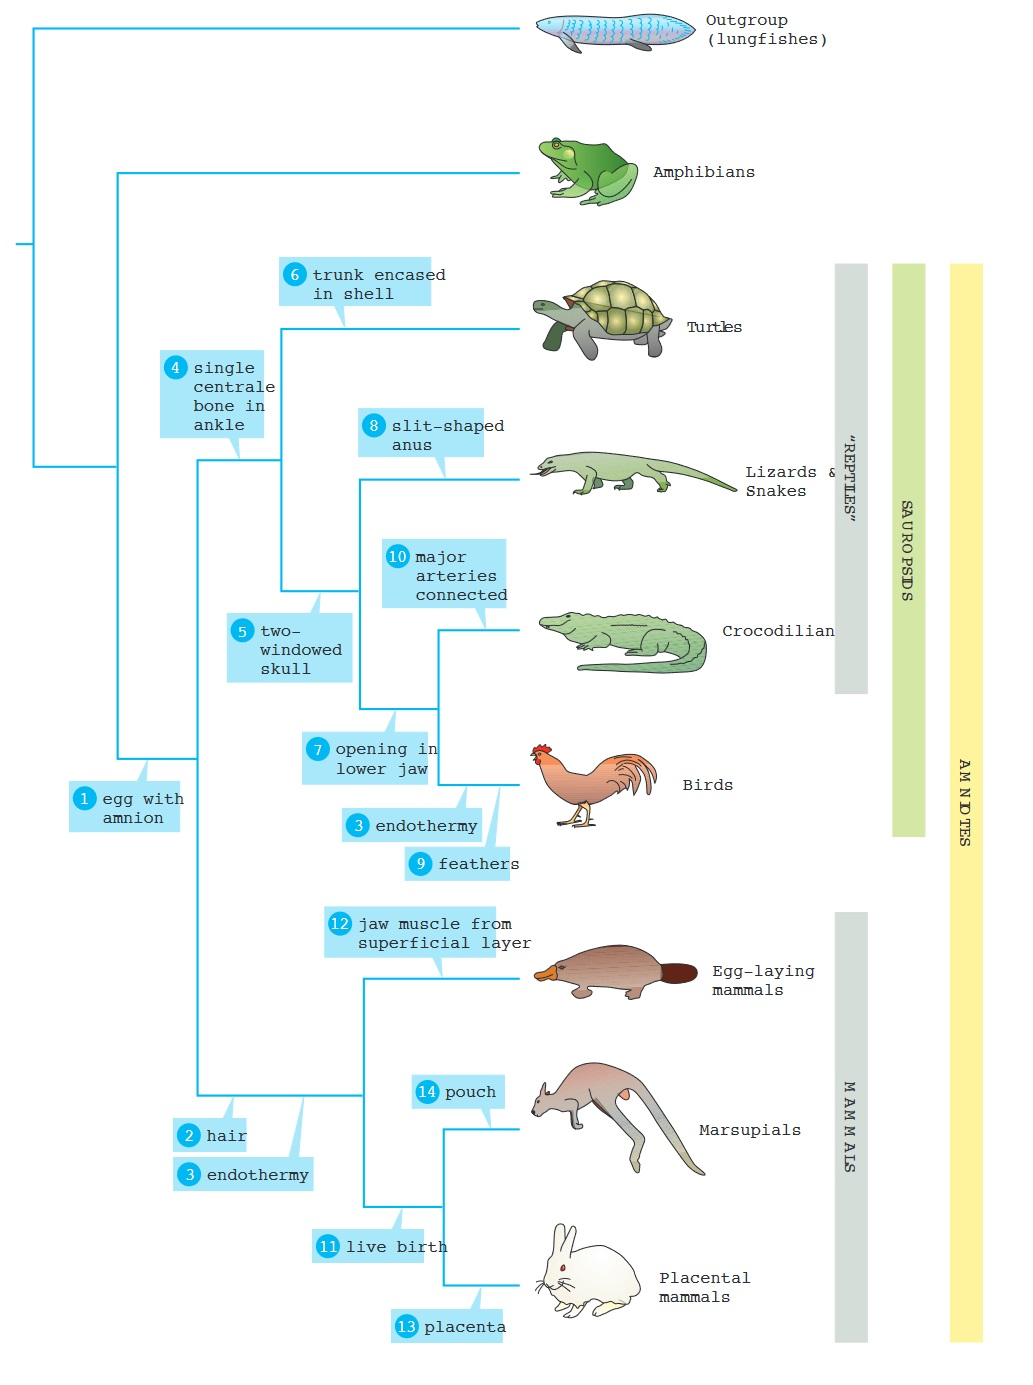 Outgroup
(lungfishes)
Amphibians
6 trunk encased
in shell
Turtles
4 single
centrale
bone in
ankle
8 slit-shaped
anus
Lizards &
Snakes
10 major
arteries
connected
5 two-
windowed
skull
Crocodilian
7 opening in
lower jaw
Birds
1 egg with
amnion
3 endothermy
9 feathers
12 jaw muscle from
superficial layer
Egg-laying
mammals
14 pouch
Marsupials
2 hair
3 endothermy
11 live birth
Placental
mammals
13 placenta
"REPTILES"
SAUROPSIDS
AMNIOTES
MAMMALS